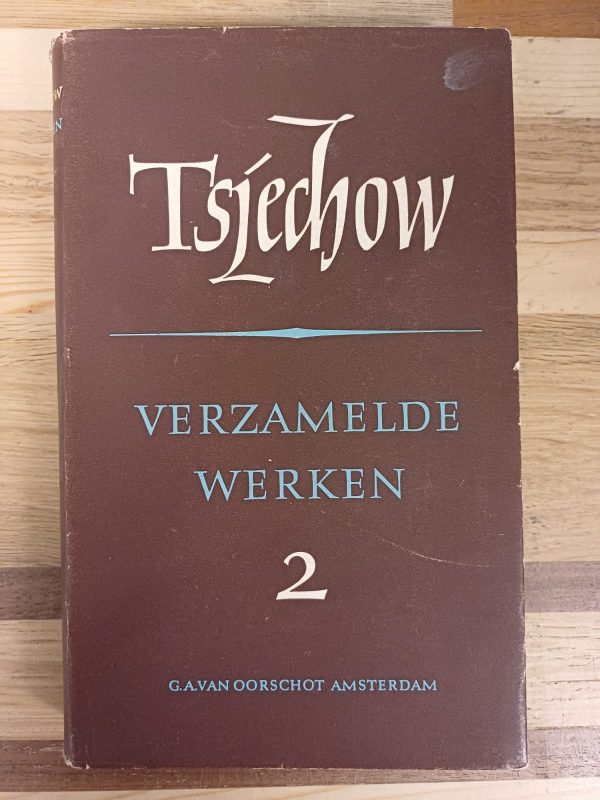 Tsjechow
VERZAMELDE
WERKEN
2
G.A.VAN OORSCHOT AMSTERDAM